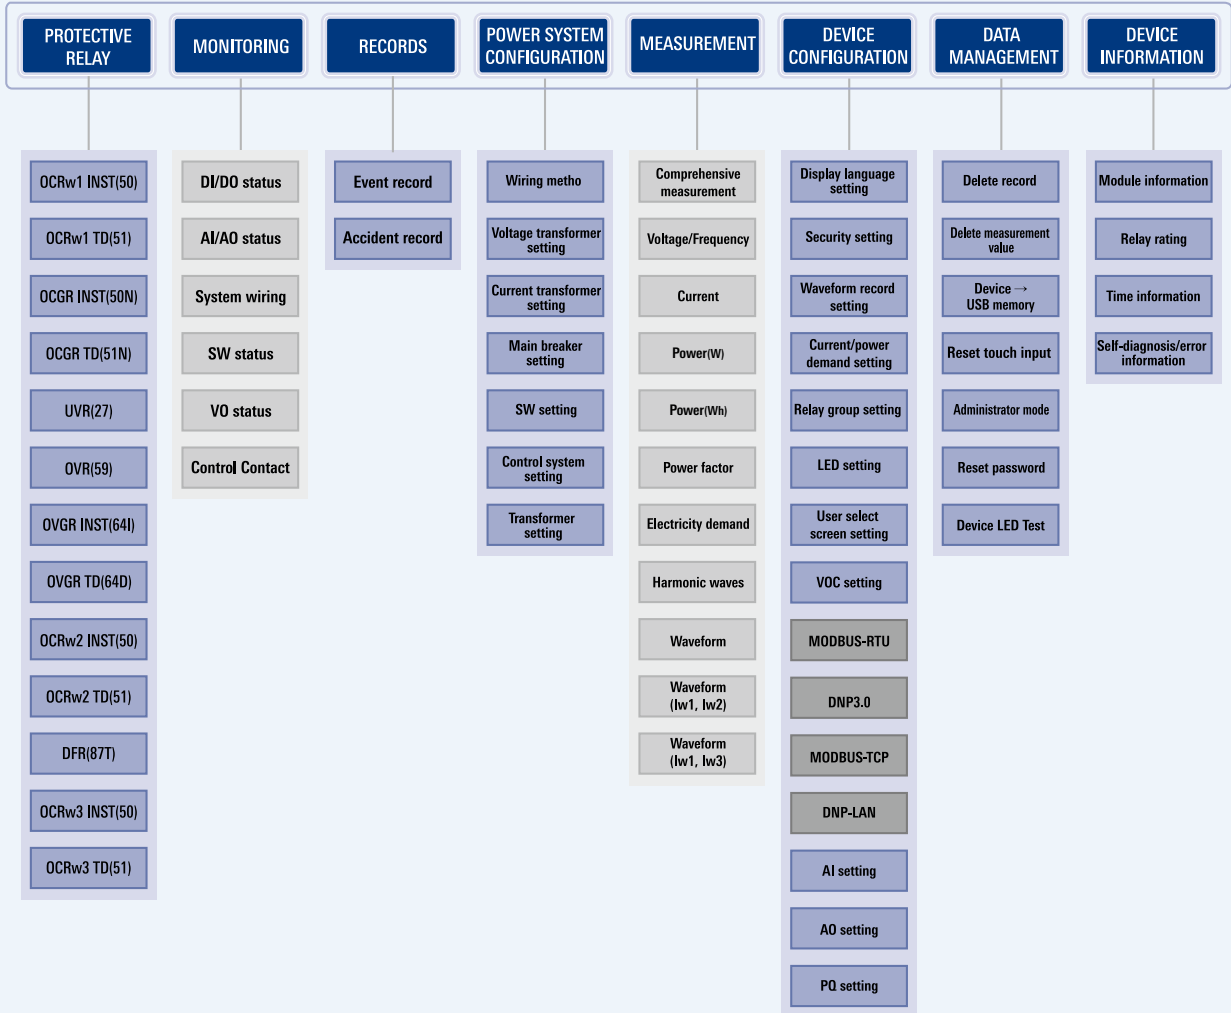 PROTECTIVE
RELAY
MONITORING
RECORDS
POWER SYSTEM
CONFIGURATION
MEASUREMENT
DEVICE
CONFIGURATION
DATA
MANAGEMENT
DEVICE
INFORMATION
OCRw1 INST(50)
OCRw1 TD(51)
OCGR INST(50N)
OCGR TD(51N)
UVR(27)
OVR(59)
OVGR INST(64I)
OVGR TD(64D)
OCRw2 INST(50)
OCRw2 TD(51)
DFR(87T)
OCRw3 INST(50)
OCRw3 TD(51)
DI/DO status
AI/AO status
System wiring
SW status
VO status
Control Contact
Event record
Accident record
Wiring metho
Voltage transformer
setting
Current transformer
setting
Main breaker
setting
SW setting
Control system
setting
Transformer
setting
Comprehensive
measurement
Voltage/Frequency
Current
Power(W)
Power(Wh)
Power factor
Electricity demand
Harmonic waves
Waveform
Waveform
(Iw1, Iw2)
Waveform
(Iw1, Iw3)
Display language
setting
Security setting
Waveform record
setting
Current/power
demand setting
Relay group setting
LED setting
User select
screen setting
VOC setting
MODBUS-RTU
DNP3.0
MODBUS-TCP
DNP-LAN
AI setting
AO setting
PQ setting
Delete record
Delete measurement
value
Device →
USB memory
Reset touch input
Administrator mode
Reset password
Device LED Test
Module information
Relay rating
Time information
Self-diagnosis/error
information